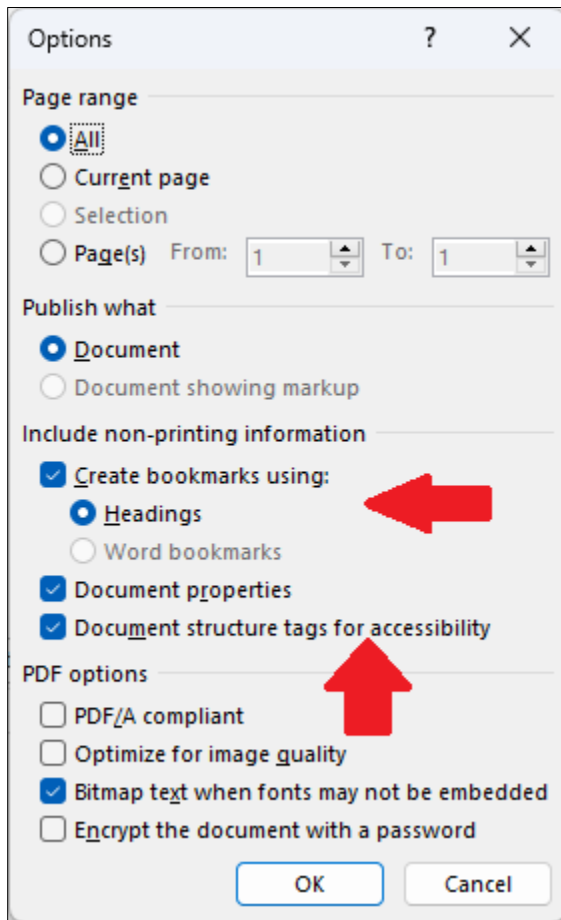 Options ?
Page range
All
Current page
Selection
Page(s) From: 1 To: 1
Publish what
Document
Document showing markup
Include non-printing information
Create bookmarks using:
Headings
Word bookmarks
Document properties
Document structure tags for accessibility
PDF options
PDF/A compliant
Optimize for image quality
Bitmap text when fonts may not be embedded
Encrypt the document with a password
OK Cancel